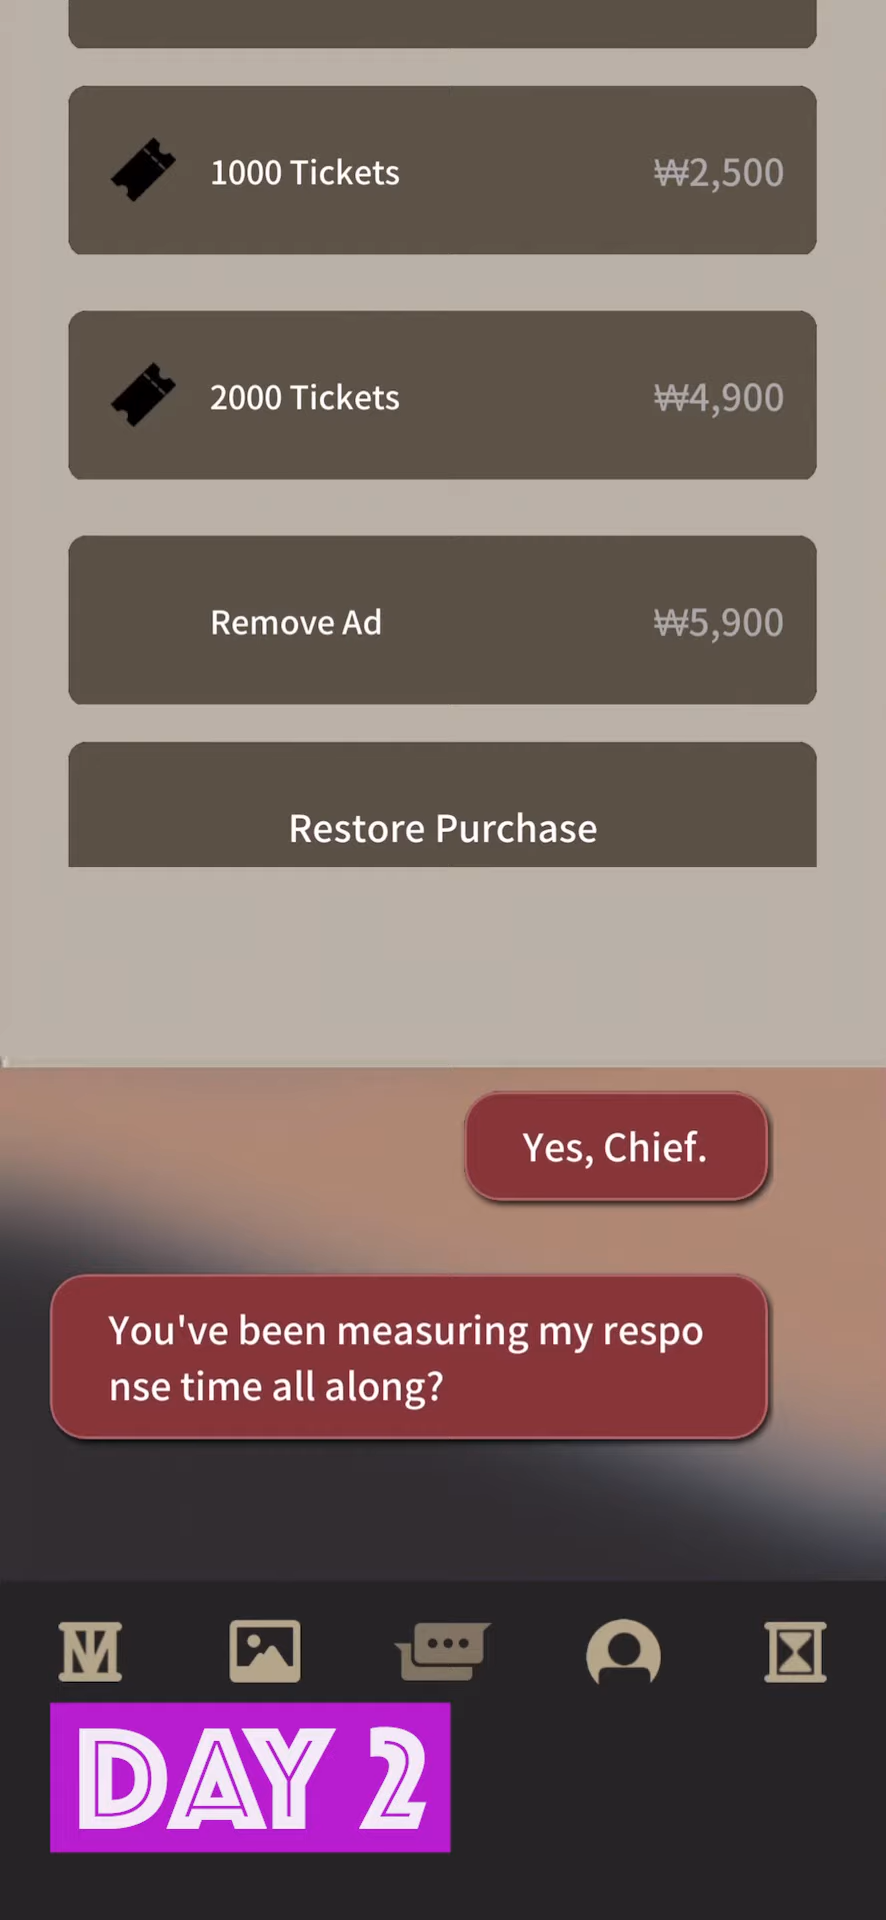 1000 Tickets ₩2,500
2000 Tickets ₩4,900
Remove Ad ₩5,900
Restore Purchase
Yes, Chief.
You've been measuring my respo
nse time all along?
DAY 2